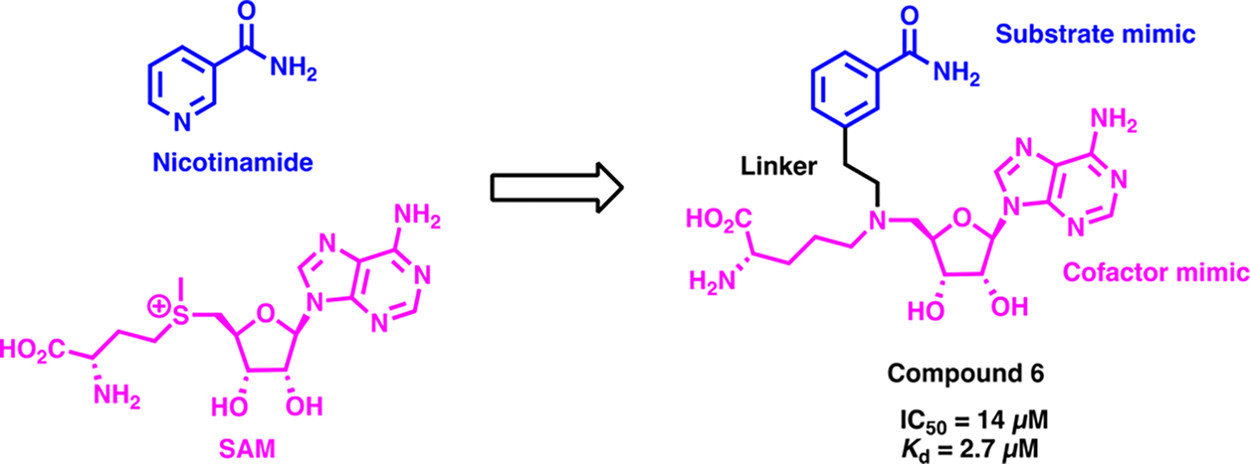 O
NH2
N
Nicotinamide
NH2
N
N
N
N
S
+
O
HO2C
NH2
HO
OH
SAM
O
NH2
Substrate mimic
Linker
NH2
N
N
N
N
HO2C
N
O
H2N
HO
OH
Cofactor mimic
Compound 6
IC50 = 14 µM
Kd = 2.7 µM